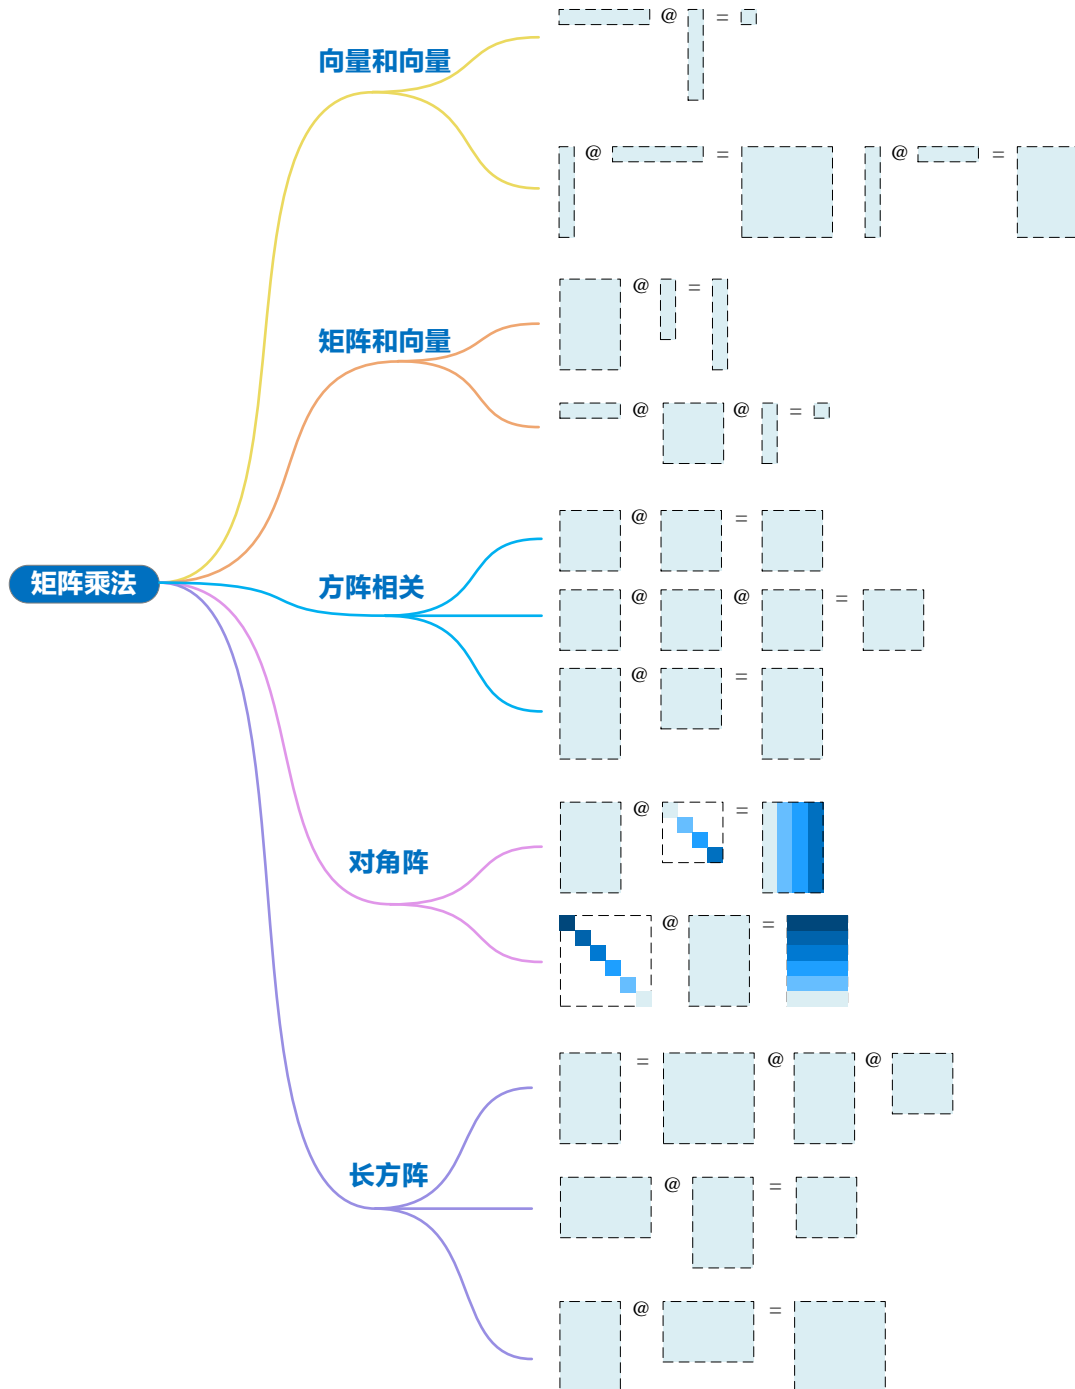 @ =
向量和向量
@ = @ =
@ =
矩阵和向量
@ @ =
@ =
矩阵乘法
方阵相关
@ @ =
@ =
@ =
对角阵
@ =
= @ @
长方阵
@ =
@ =